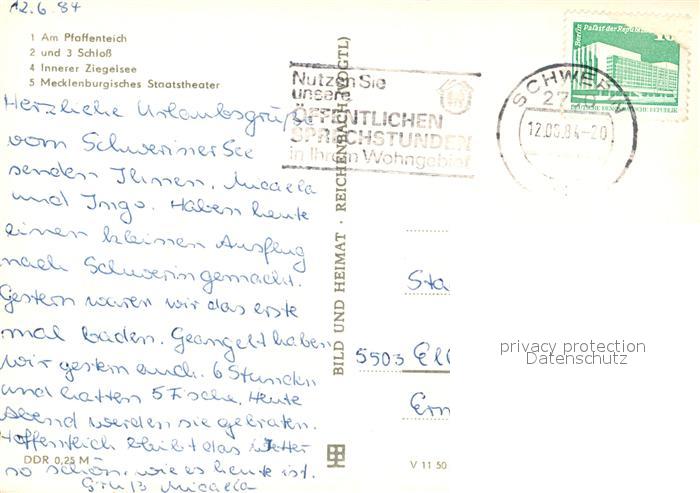 12.6.84
1 Am Pfaffenteich
2 und 3 Schloß
4 Innerer Ziegelsee
5 Mecklenburgisches Staatstheater
Herzliche Urlaubsgrüße
vom Schweriner See
senden Ihnen, Micaela
und Ingo. Haben heute
einen kleinen Ausflug
nach Schwerin gemacht.
Gestern waren wir das erste
mal baden. Geangelt haben
wir gestern auch. 6 Stunden
und hatten 5 Fische. Heute
Abend werden sie gebraten.
Hoffentlich bleibt das Wetter
so schön, wie es heute ist.
Gruß Micaela
DDR 0,25 M
BILD UND HEIMAT · REICHENBACH (VOGTL)
V 11 50
Nutzen Sie
unsere
ÖFFENTLICHEN
SPRECHSTUNDEN
in Ihrem Wohngebiet
SCHWERIN
12.06.84-20
Berlin Palast der Republik
10
Sta
5503 Ell
Ern
privacy protection
Datenschutz